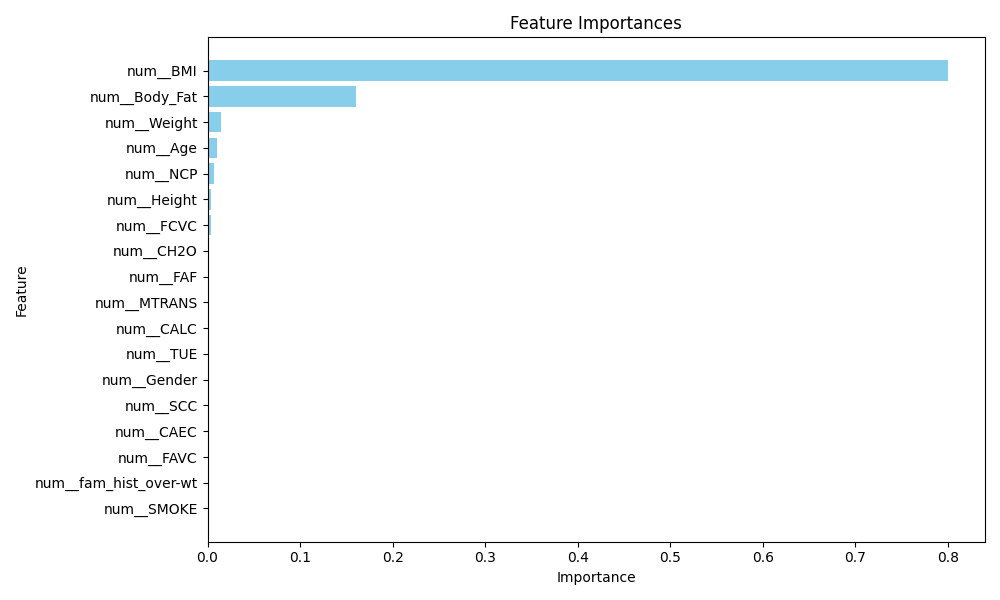 Feature Importances
num__BMI
num__Body_Fat
num__Weight
num__Age
num__NCP
num__Height
num__FCVC
num__CH2O
num__FAF
num__MTRANS
num__CALC
num__TUE
num__Gender
num__SCC
num__CAEC
num__FAVC
num__fam_hist_over-wt
num__SMOKE
Feature
0.0 0.1 0.2 0.3 0.4 0.5 0.6 0.7 0.8
Importance